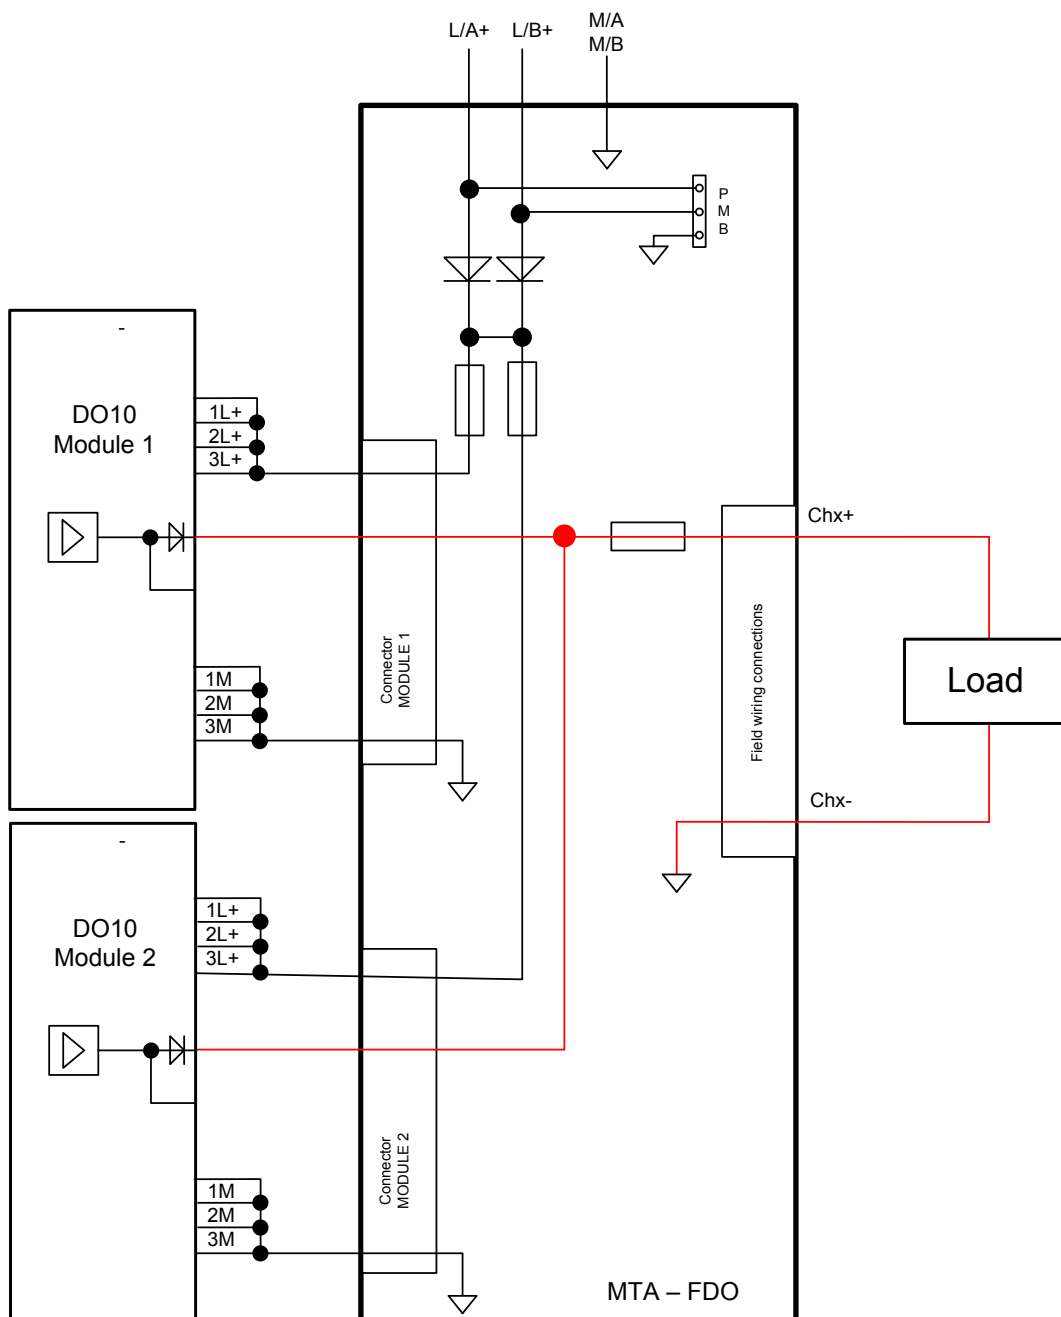 L/A+
L/B+
M/A
M/B
P
M
B
-
DO10
Module 1
1L+
2L+
3L+
1M
2M
3M
Connector
MODULE 1
Chx+
Field wiring connections
Load
Chx-
-
DO10
Module 2
1L+
2L+
3L+
1M
2M
3M
Connector
MODULE 2
MTA – FDO